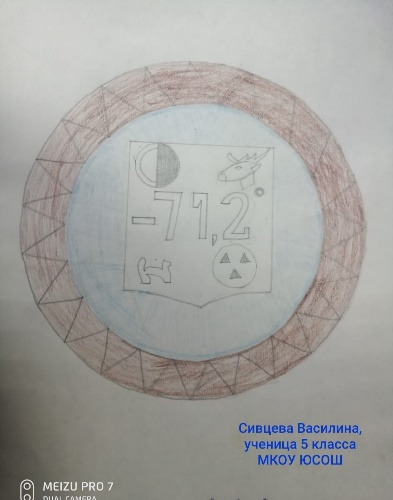 -71,2°
Сивцева Василина,
ученица 5 класса
МКОУ ЮСОШ
MEIZU PRO 7
DUAL CAMERA